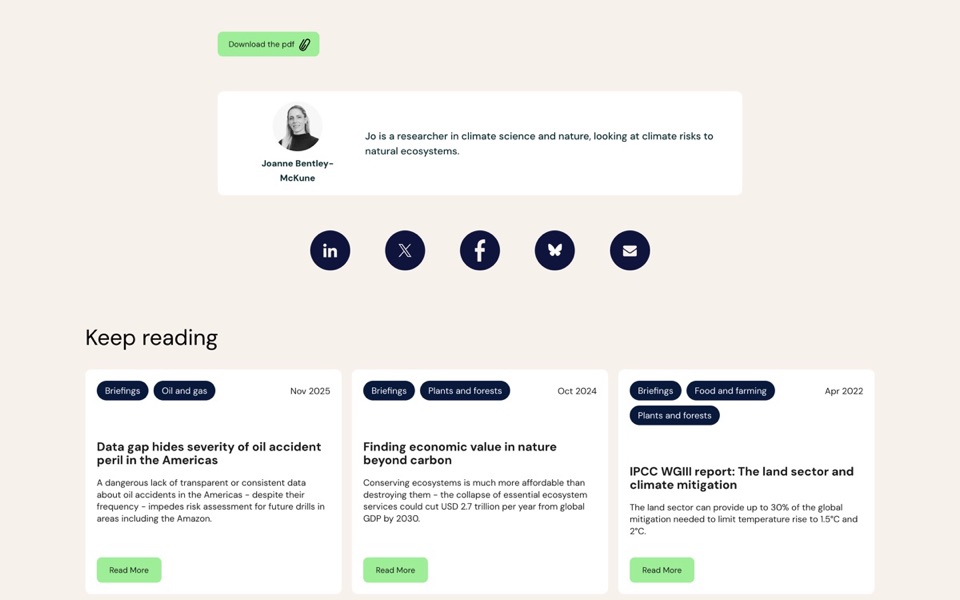 Download the pdf
Jo is a researcher in climate science and nature, looking at climate risks to
natural ecosystems.
Joanne Bentley-
McKune
in
Keep reading
Briefings Oil and gas Nov 2025
Data gap hides severity of oil accident
peril in the Americas
A dangerous lack of transparent or consistent data
about oil accidents in the Americas - despite their
frequency - impedes risk assessment for future drills in
areas including the Amazon.
Read More
Briefings Plants and forests Oct 2024
Finding economic value in nature
beyond carbon
Conserving ecosystems is much more affordable than
destroying them - the collapse of essential ecosystem
services could cut USD 2.7 trillion per year from global
GDP by 2030.
Read More
Briefings Food and farming Apr 2022
Plants and forests
IPCC WGIII report: The land sector and
climate mitigation
The land sector can provide up to 30% of the global
mitigation needed to limit temperature rise to 1.5°C and
2°C.
Read More